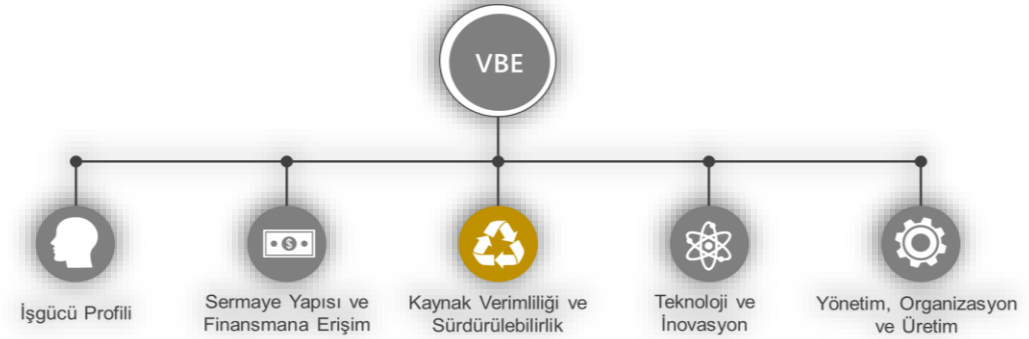 VBE
İşgücü Profili
Sermaye Yapısı ve
Finansmana Erişim
Kaynak Verimliliği ve
Sürdürülebilirlik
Teknoloji ve
İnovasyon
Yönetim, Organizasyon
ve Üretim